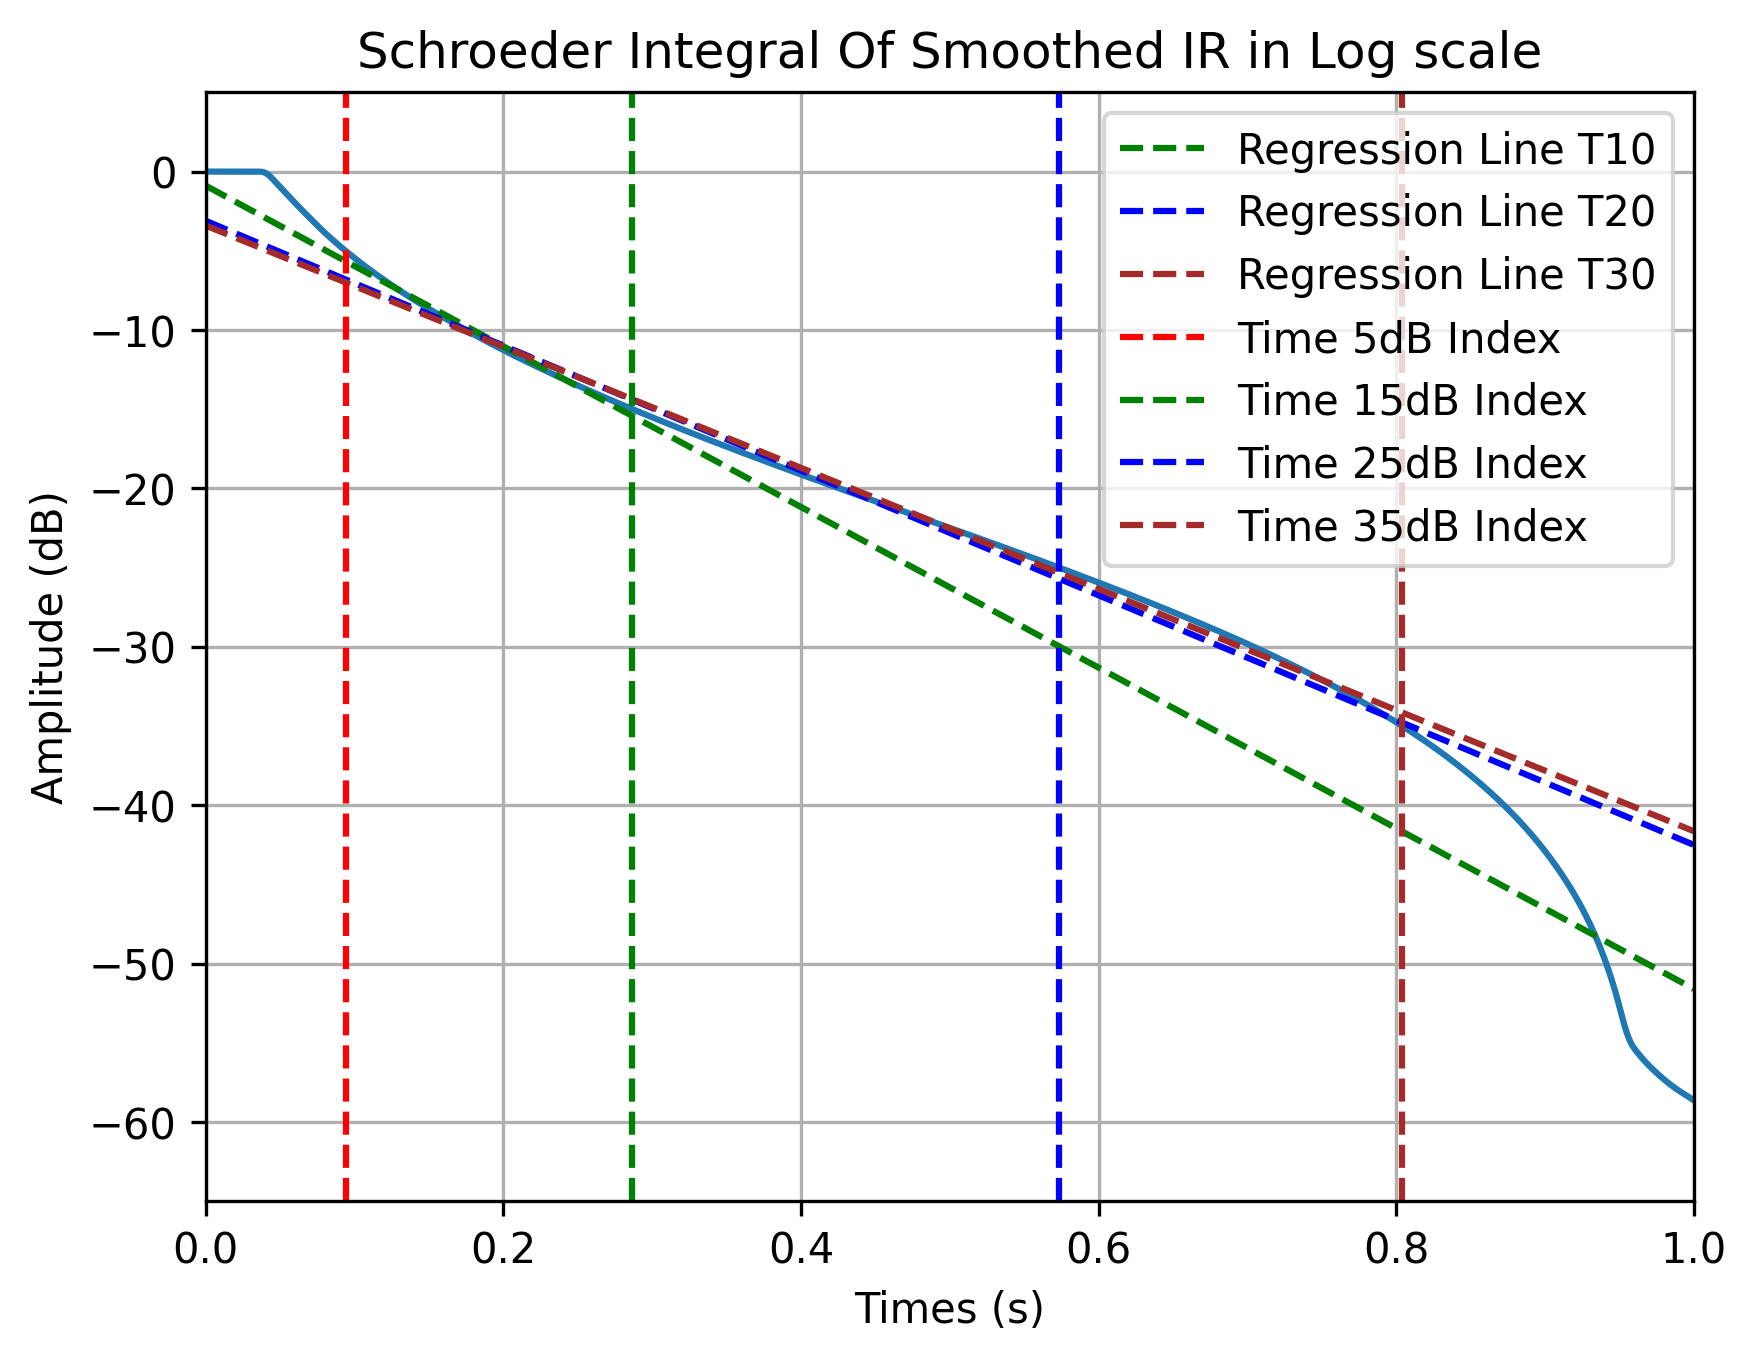 Schroeder Integral Of Smoothed IR in Log scale
Regression Line T10
Regression Line T20
Regression Line T30
Time 5dB Index
Time 15dB Index
Time 25dB Index
Time 35dB Index
Amplitude (dB)
0
−10
−20
−30
−40
−50
−60
0.0 0.2 0.4 0.6 0.8 1.0
Times (s)